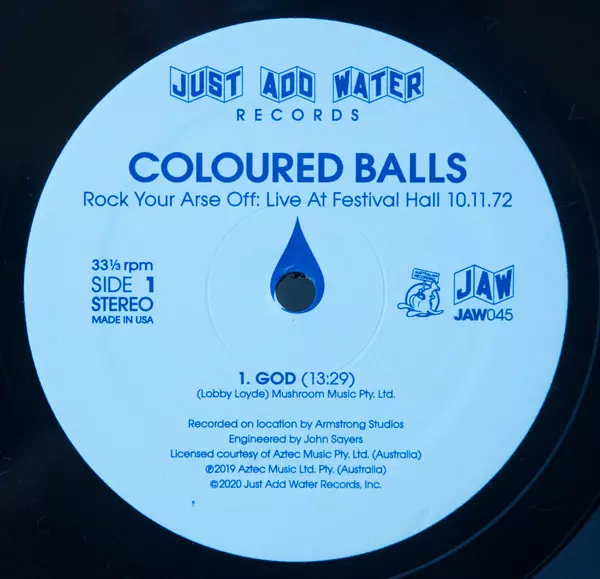 JUST ADD WATER
RECORDS
COLOURED BALLS
Rock Your Arse Off: Live At Festival Hall 10.11.72
33⅓ rpm
SIDE 1
STEREO
MADE IN USA
JAW
JAW045
1. GOD (13:29)
(Lobby Loyde) Mushroom Music Pty. Ltd.
Recorded on location by Armstrong Studios
Engineered by John Sayers
Licensed courtesy of Aztec Music Pty. Ltd. (Australia)
℗2019 Aztec Music Ltd. Pty. (Australia)
©2020 Just Add Water Records, Inc.